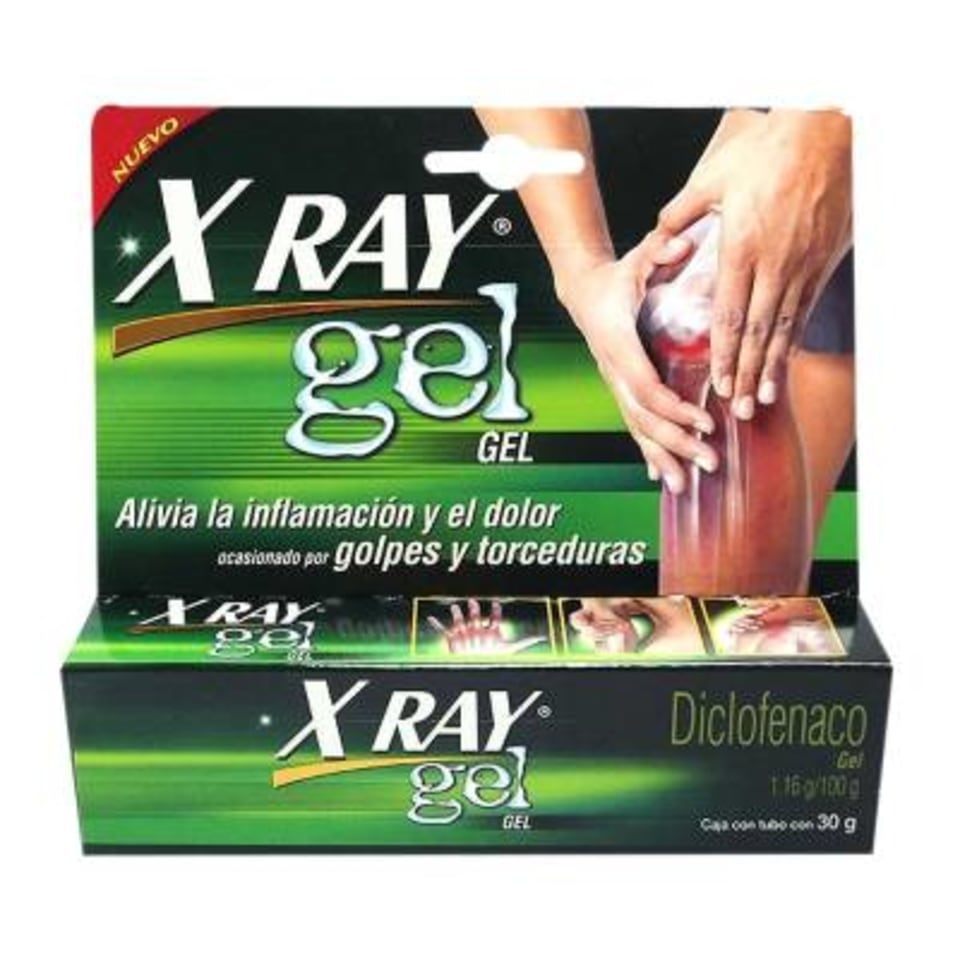 NUEVO
X RAY®
gel
GEL
Alivia la inflamación y el dolor
ocasionado por golpes y torceduras
X RAY
gel
GEL
X RAY®
gel
GEL
Diclofenaco
Gel
1.16 g/100 g
Caja con tubo con 30 g